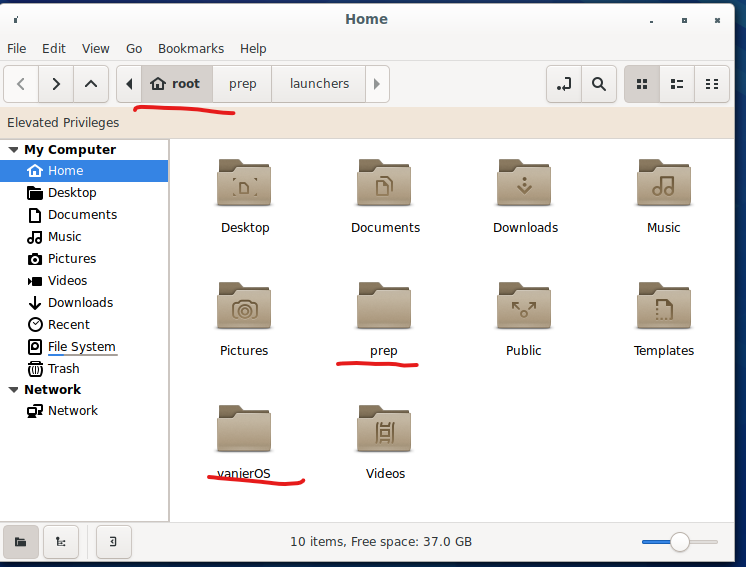 Home
File Edit View Go Bookmarks Help
root prep launchers
Elevated Privileges
My Computer
Home
Desktop
Documents
Music
Pictures
Videos
Downloads
Recent
File System
Trash
Network
Network
Desktop Documents Downloads Music
Pictures prep Public Templates
vanierOS Videos
10 items, Free space: 37.0 GB